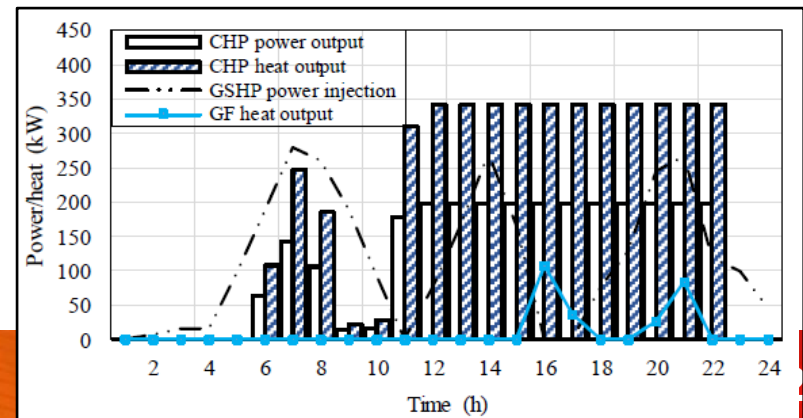 450
400
350
300
250
200
150
100
50
0
Power/heat (kW)
CHP power output
CHP heat output
GSHP power injection
GF heat output
2 4 6 8 10 12 14 16 18 20 22 24
Time (h)